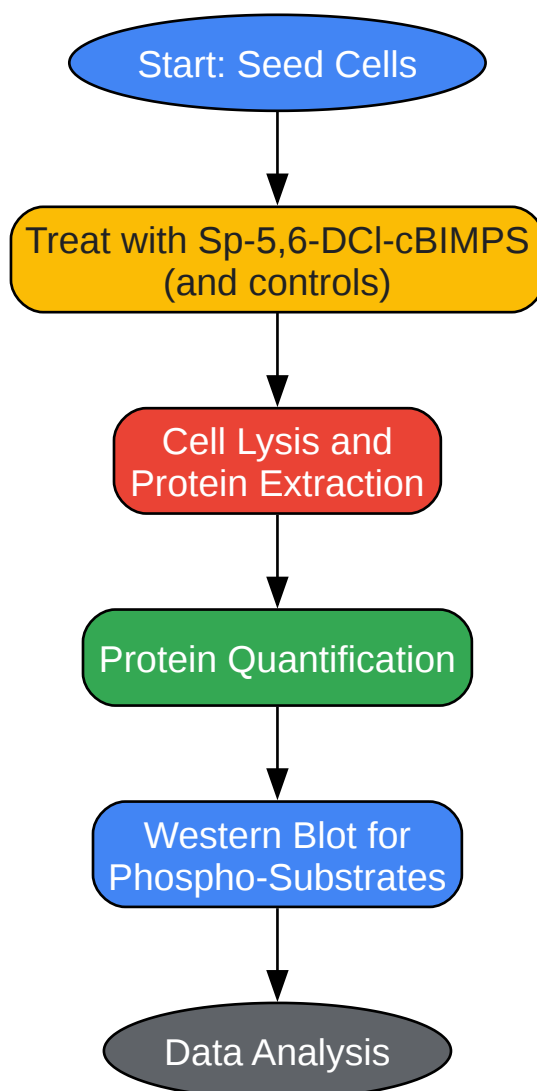 Start: Seed Cells
Treat with Sp-5,6-DCl-cBIMPS
(and controls)
Cell Lysis and
Protein Extraction
Protein Quantification
Western Blot for
Phospho-Substrates
Data Analysis